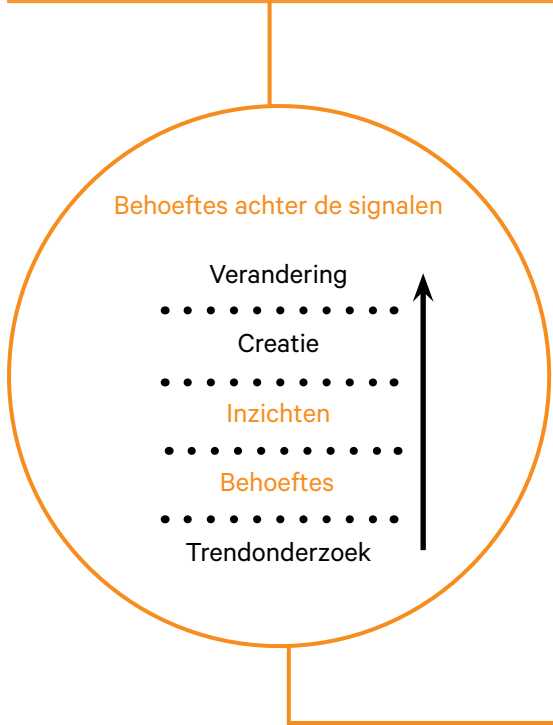 Behoeftes achter de signalen
Verandering
Creatie
Inzichten
Behoeftes
Trendonderzoek